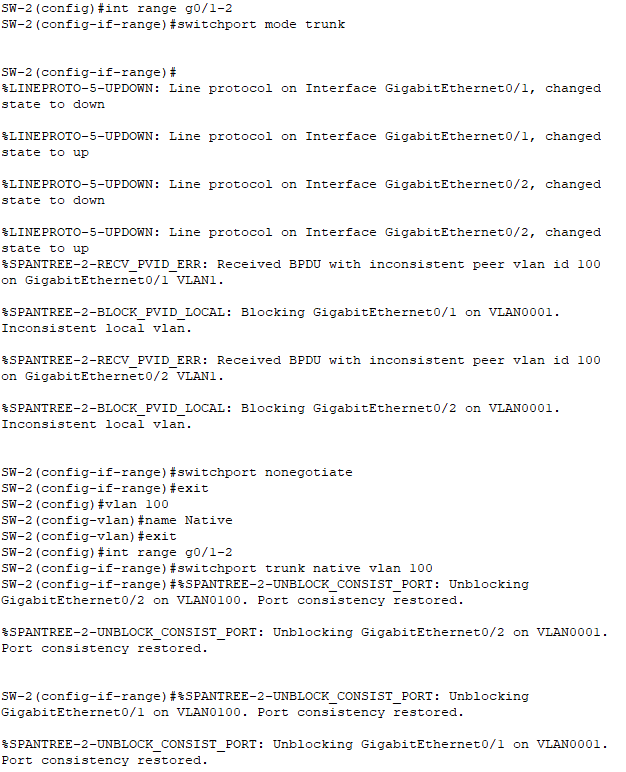 SW-2(config)#int range g0/1-2
SW-2(config-if-range)#switchport mode trunk
SW-2(config-if-range)#
%LINEPROTO-5-UPDOWN: Line protocol on Interface GigabitEthernet0/1, changed
state to down
%LINEPROTO-5-UPDOWN: Line protocol on Interface GigabitEthernet0/1, changed
state to up
%LINEPROTO-5-UPDOWN: Line protocol on Interface GigabitEthernet0/2, changed
state to down
%LINEPROTO-5-UPDOWN: Line protocol on Interface GigabitEthernet0/2, changed
state to up
%SPANTREE-2-RECV_PVID_ERR: Received BPDU with inconsistent peer vlan id 100
on GigabitEthernet0/1 VLAN1.
%SPANTREE-2-BLOCK_PVID_LOCAL: Blocking GigabitEthernet0/1 on VLAN0001.
Inconsistent local vlan.
%SPANTREE-2-RECV_PVID_ERR: Received BPDU with inconsistent peer vlan id 100
on GigabitEthernet0/2 VLAN1.
%SPANTREE-2-BLOCK_PVID_LOCAL: Blocking GigabitEthernet0/2 on VLAN0001.
Inconsistent local vlan.
SW-2(config-if-range)#switchport nonegotiate
SW-2(config-if-range)#exit
SW-2(config)#vlan 100
SW-2(config-vlan)#name Native
SW-2(config-vlan)#exit
SW-2(config)#int range g0/1-2
SW-2(config-if-range)#switchport trunk native vlan 100
SW-2(config-if-range)#%SPANTREE-2-UNBLOCK_CONSIST_PORT: Unblocking
GigabitEthernet0/2 on VLAN0100. Port consistency restored.
%SPANTREE-2-UNBLOCK_CONSIST_PORT: Unblocking GigabitEthernet0/2 on VLAN0001.
Port consistency restored.
SW-2(config-if-range)#%SPANTREE-2-UNBLOCK_CONSIST_PORT: Unblocking
GigabitEthernet0/1 on VLAN0100. Port consistency restored.
%SPANTREE-2-UNBLOCK_CONSIST_PORT: Unblocking GigabitEthernet0/1 on VLAN0001.
Port consistency restored.